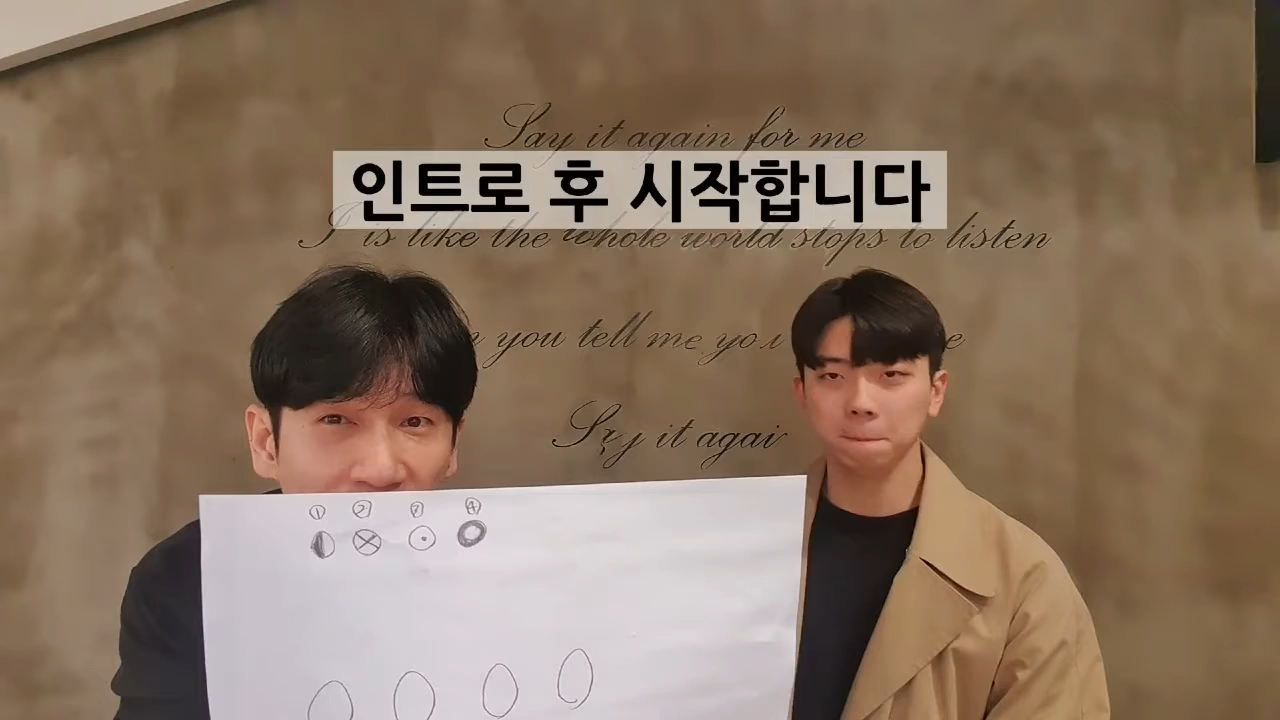 Say it again for me
인트로 후 시작합니다
is like the whole world stops to listen
you tell me
Say it agai
① ② ③ ④